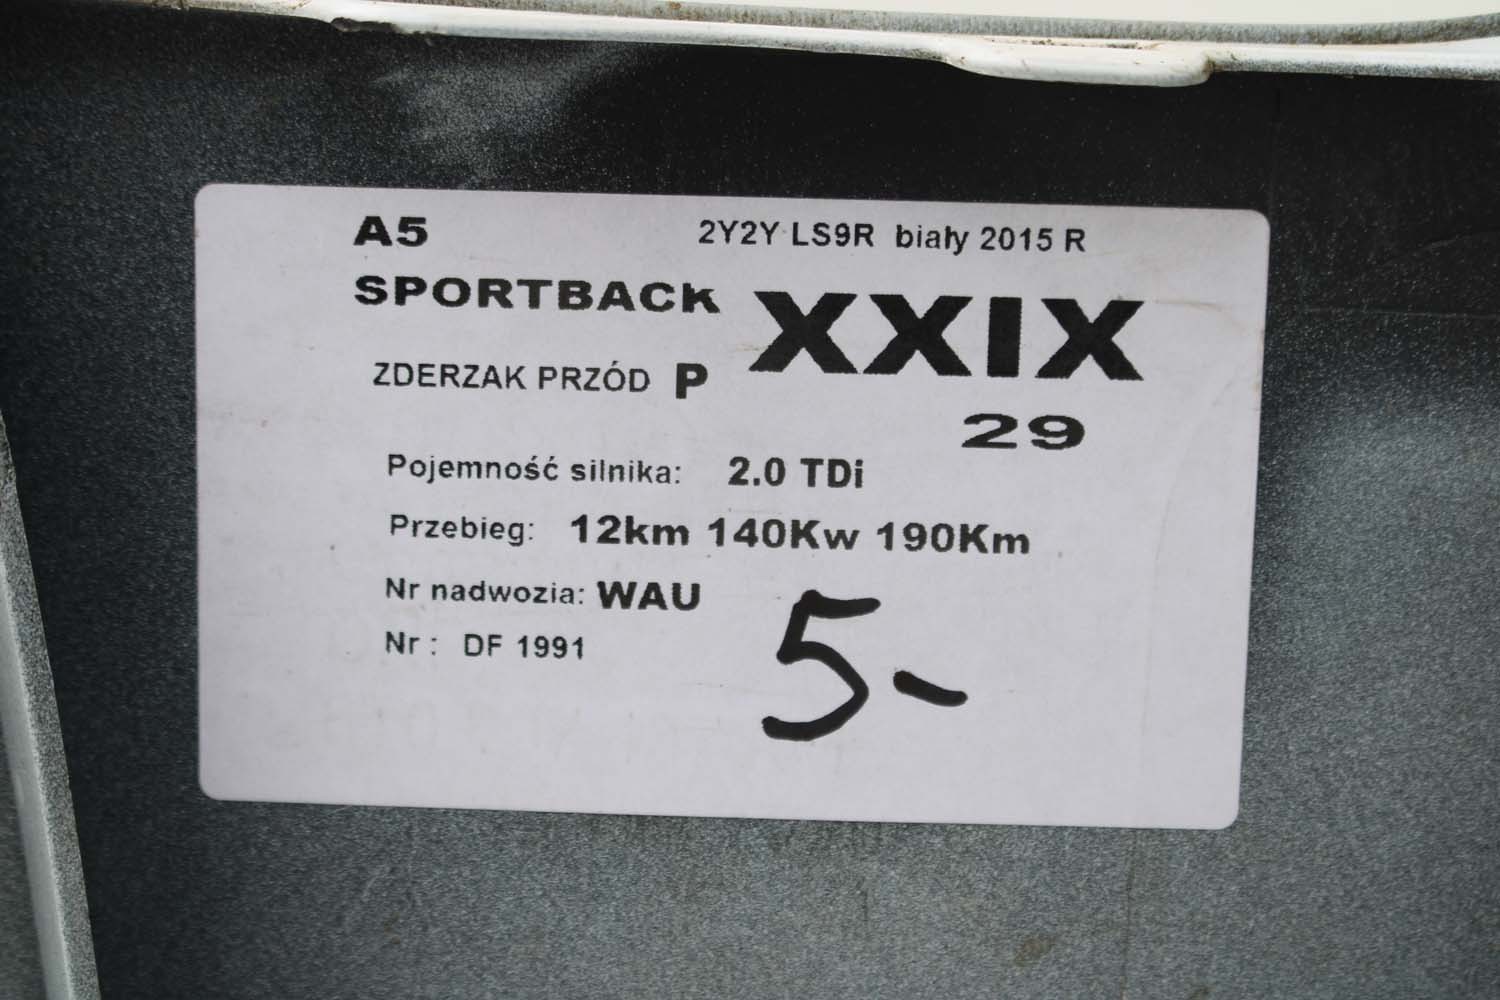 A5
2Y2Y LS9R biały 2015 R
SPORTBACK
XXIX
ZDERZAK PRZÓD P
29
Pojemność silnika: 2.0 TDi
Przebieg: 12km 140Kw 190Km
Nr nadwozia: WAU
Nr : DF 1991
5-